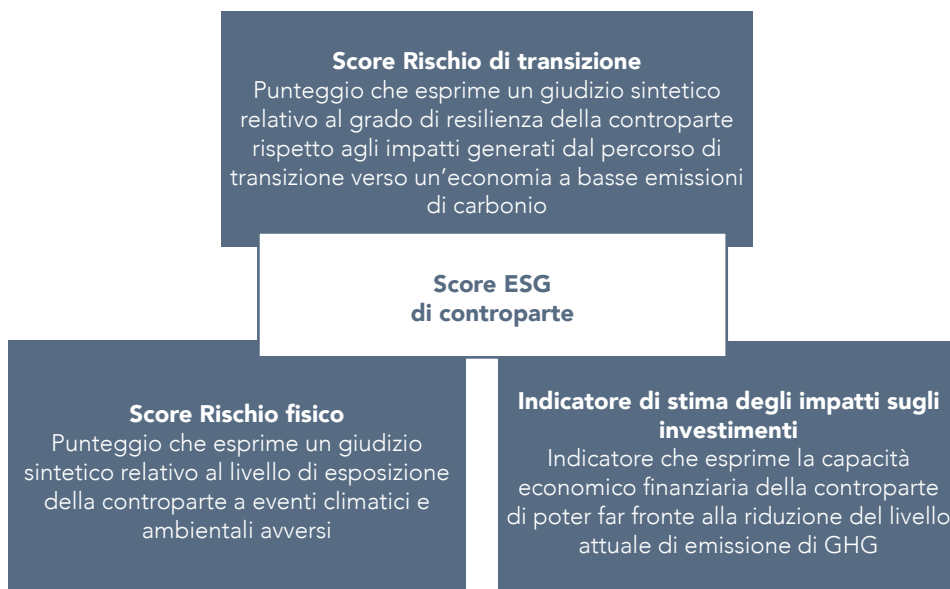 Score Rischio di transizione
Punteggio che esprime un giudizio sintetico
relativo al grado di resilienza della controparte
rispetto agli impatti generati dal percorso di
transizione verso un’economia a basse emissioni
di carbonio
Score ESG
di controparte
Score Rischio fisico
Punteggio che esprime un giudizio
sintetico relativo al livello di esposizione
della controparte a eventi climatici e
ambientali avversi
Indicatore di stima degli impatti sugli
investimenti
Indicatore che esprime la capacità
economico finanziaria della controparte
di poter far fronte alla riduzione del livello
attuale di emissione di GHG